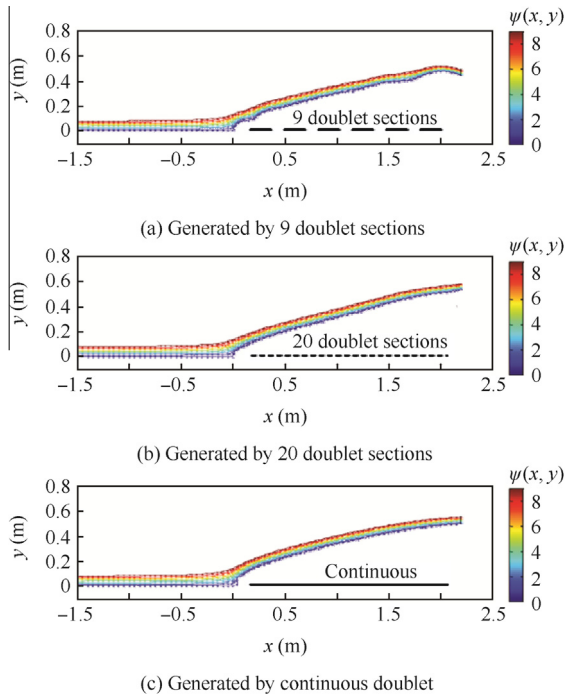 ψ(x, y)
0.8
0.6
0.4
0.2
0
y (m)
9 doublet sections
8
6
4
2
0
−1.5 −0.5 0.5 1.5 2.5
x (m)
(a) Generated by 9 doublet sections
ψ(x, y)
0.8
0.6
0.4
0.2
0
y (m)
20 doublet sections
8
6
4
2
0
−1.5 −0.5 0.5 1.5 2.5
x (m)
(b) Generated by 20 doublet sections
ψ(x, y)
0.8
0.6
0.4
0.2
0
y (m)
Continuous
8
6
4
2
0
−1.5 −0.5 0.5 1.5 2.5
x (m)
(c) Generated by continuous doublet